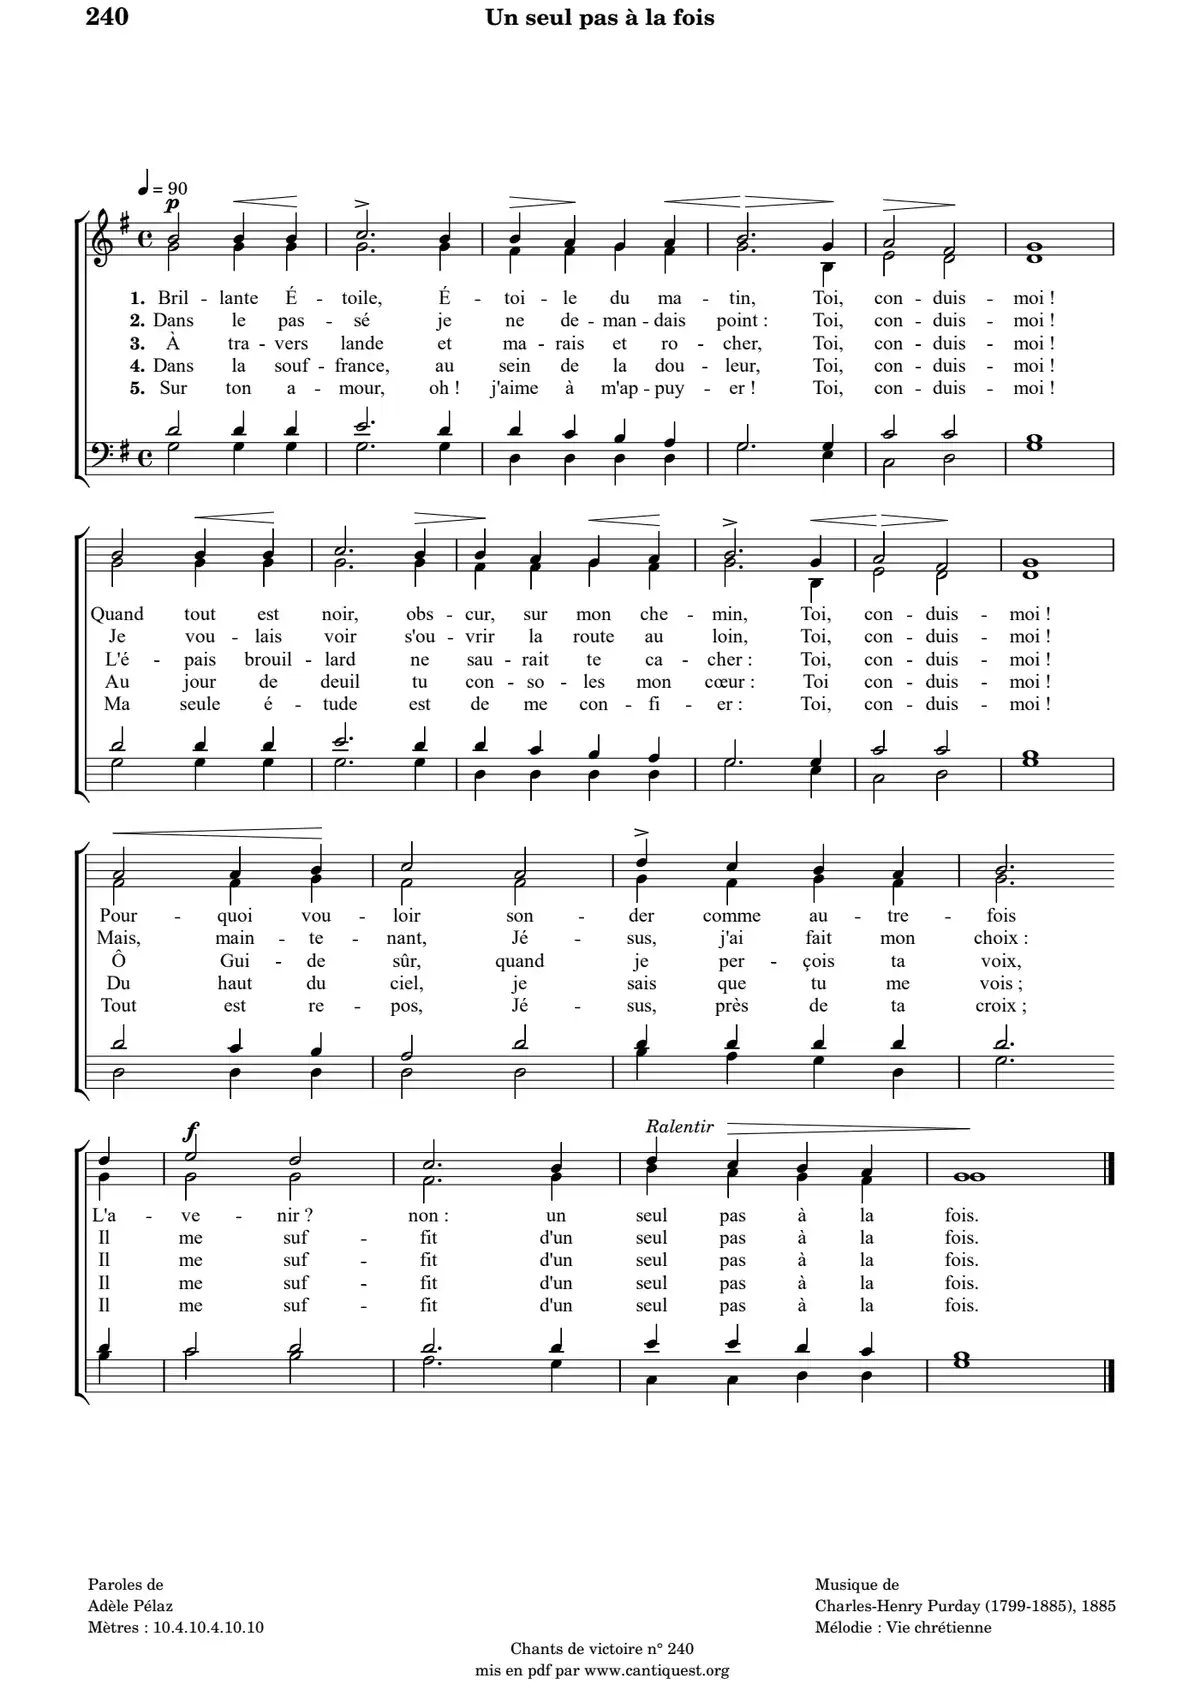 240 Un seul pas à la fois
= 90
p
1. Bril - lante É - toile, É - toi - le du ma - tin, Toi, con - duis - moi !
2. Dans le pas - sé je ne de - man - dais point : Toi, con - duis - moi !
3. À tra - vers lande et ma - rais et ro - cher, Toi, con - duis - moi !
4. Dans la souf - france, au sein de la dou - leur, Toi, con - duis - moi !
5. Sur ton a - mour, oh ! j'aime à m'ap - puy - er ! Toi, con - duis - moi !
Quand tout est noir, obs - cur, sur mon che - min, Toi, con - duis - moi !
Je vou - lais voir s'ou - vrir la route au loin, Toi, con - duis - moi !
L'é - pais brouil - lard ne sau - rait te ca - cher : Toi, con - duis - moi !
Au jour de deuil tu con - so - les mon cœur : Toi con - duis - moi !
Ma seule é - tude est de me con - fi - er : Toi, con - duis - moi !
Pour - quoi vou - loir son - der comme au - tre - fois
Mais, main - te - nant, Jé - sus, j'ai fait mon choix :
Ô Gui - de sûr, quand je per - çois ta voix,
Du haut du ciel, je sais que tu me vois ;
Tout est re - pos, Jé - sus, près de ta croix ;
f Ralentir
L'a - ve - nir ? non : un seul pas à la fois.
Il me suf - fit d'un seul pas à la fois.
Il me suf - fit d'un seul pas à la fois.
Il me suf - fit d'un seul pas à la fois.
Il me suf - fit d'un seul pas à la fois.
Paroles de
Adèle Pélaz
Mètres : 10.4.10.4.10.10
Musique de
Charles-Henry Purday (1799-1885), 1885
Mélodie : Vie chrétienne
Chants de victoire n° 240
mis en pdf par www.cantiquest.org